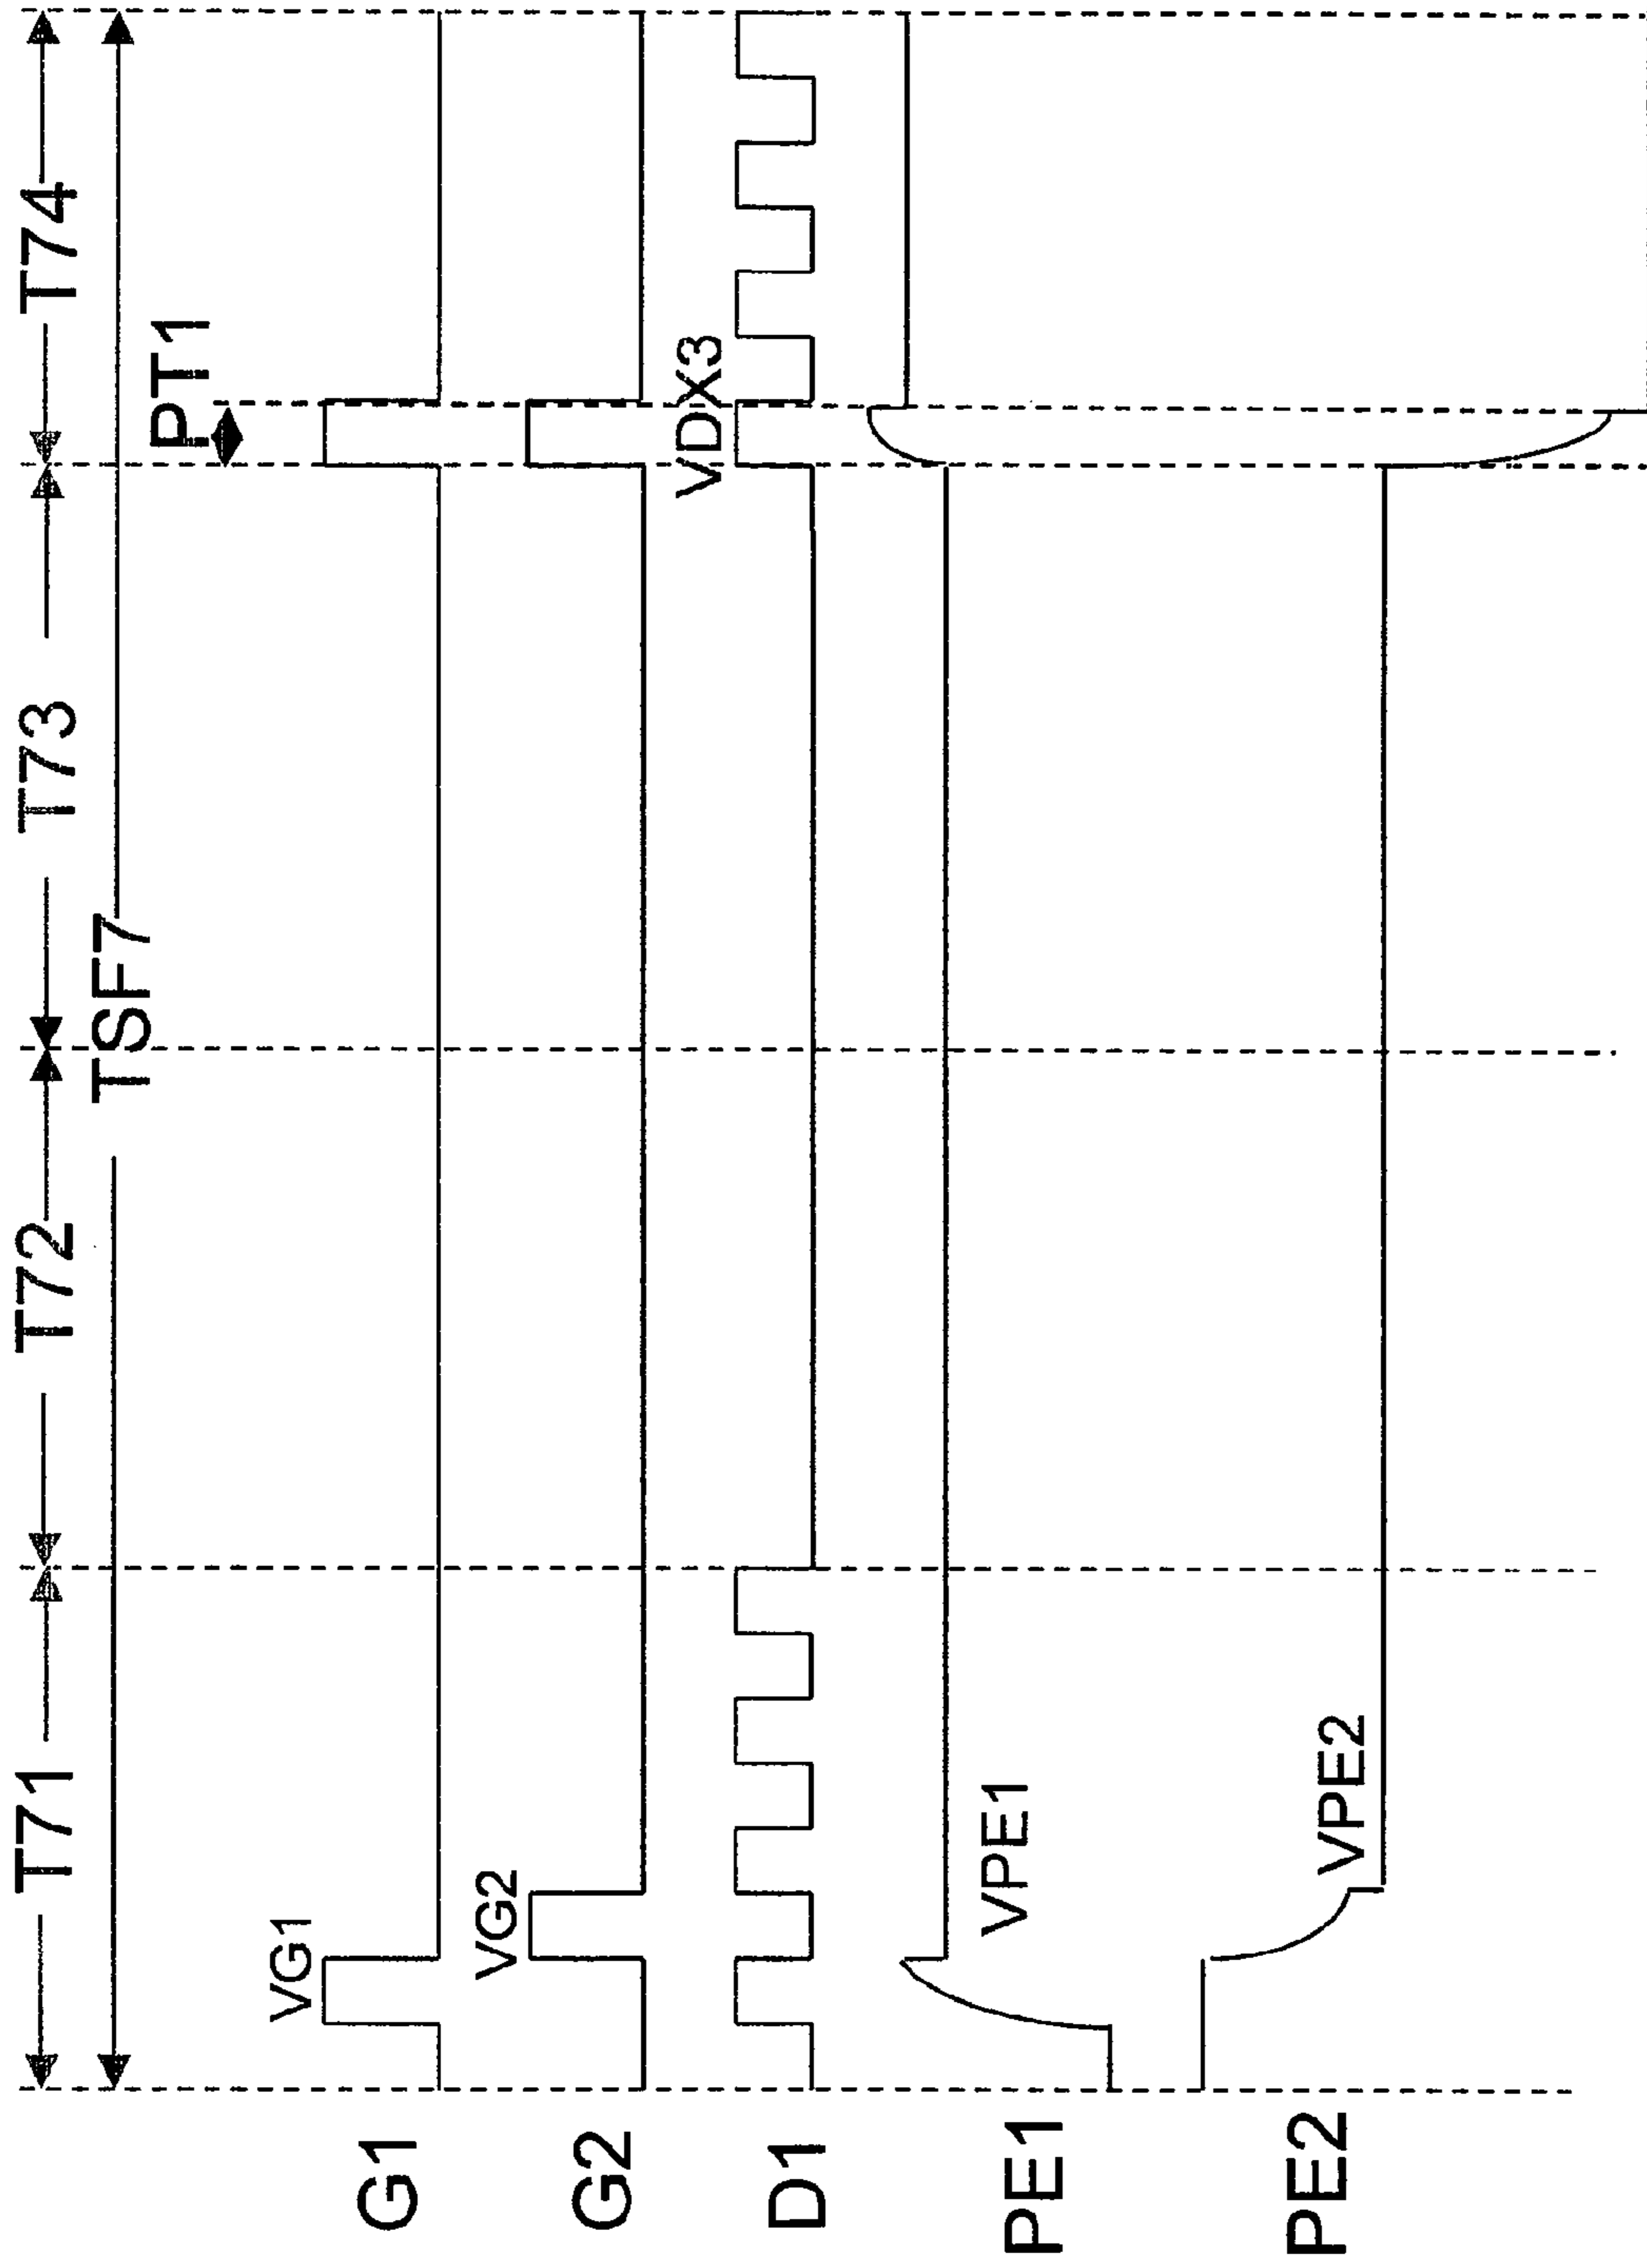 T71 T72 T73 T74
TSF7
PT1
VG1
G1
VG2
G2
VDX3
D1
VPE1
PE1
VPE2
PE2